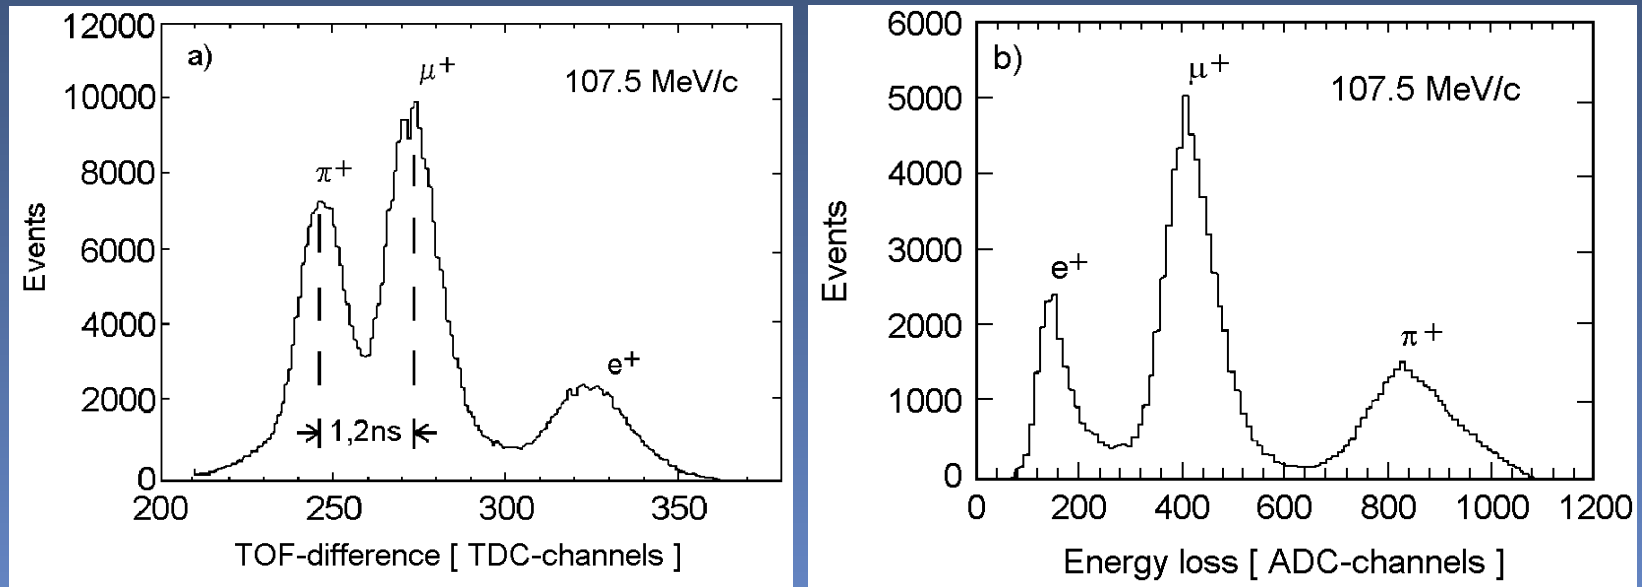 a)
μ+
107.5 MeV/c
π+
e+
1,2ns
12000
10000
8000
6000
4000
2000
0
200 250 300 350
Events
TOF-difference [ TDC-channels ]
b)
μ+
107.5 MeV/c
e+
π+
6000
5000
4000
3000
2000
1000
0
0 200 400 600 800 1000 1200
Events
Energy loss [ ADC-channels ]